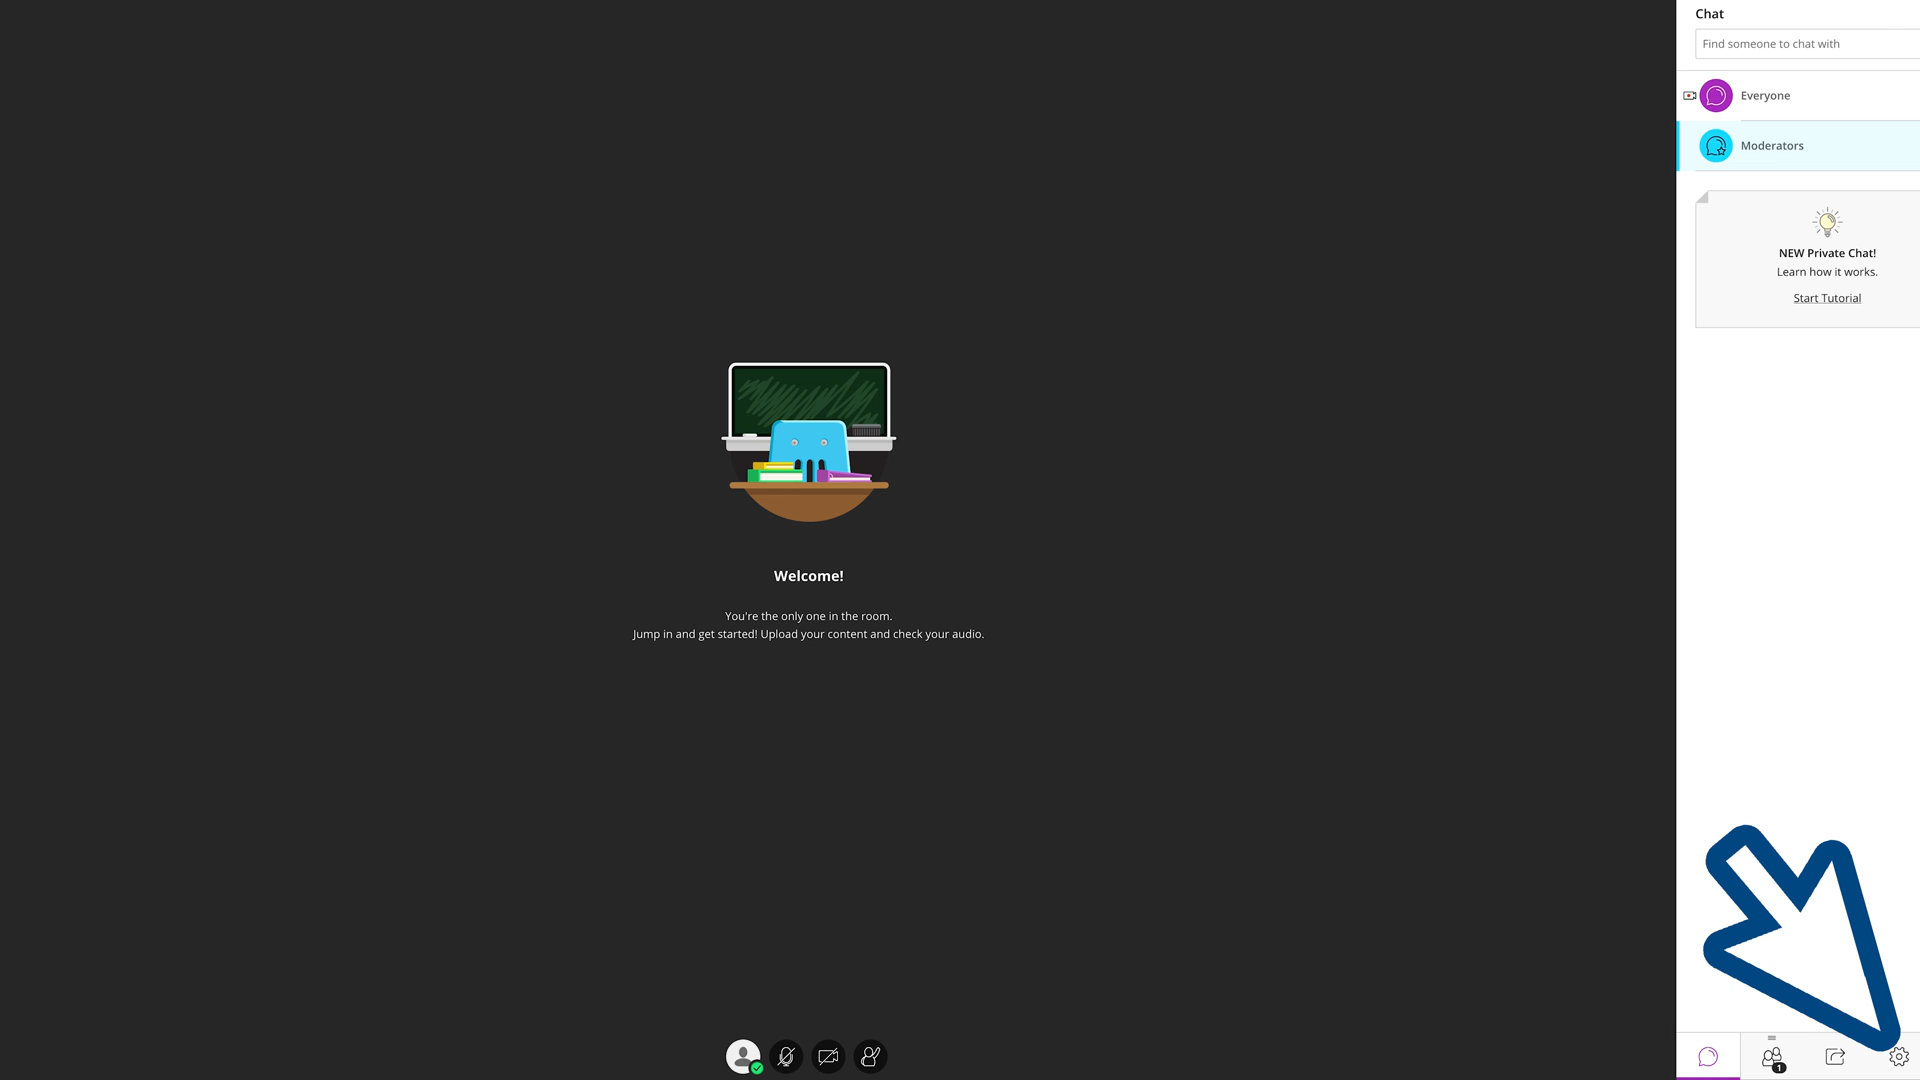 Chat
Find someone to chat with
Everyone
Moderators
NEW Private Chat!
Learn how it works.
Start Tutorial
Welcome!
You're the only one in the room.
Jump in and get started! Upload your content and check your audio.
1